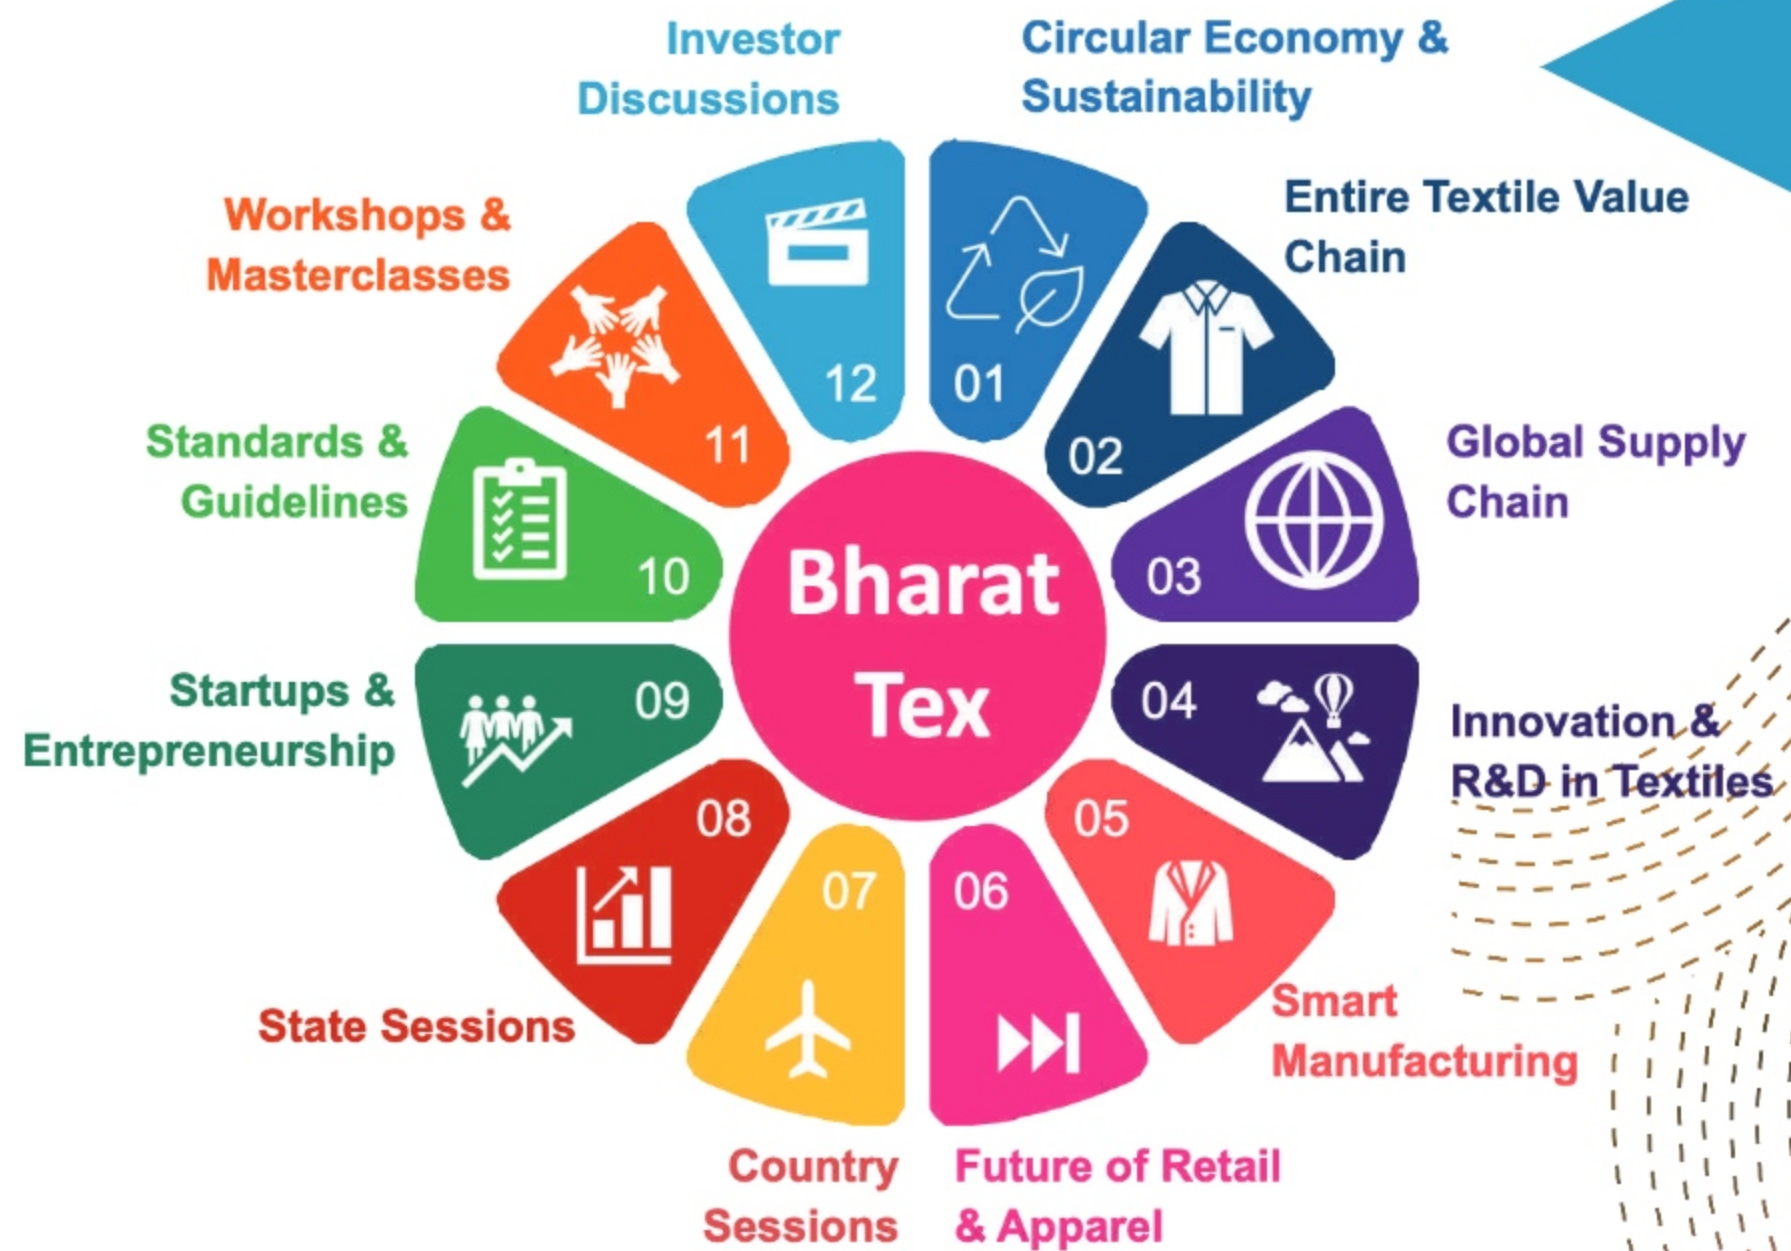 Investor
Discussions
Circular Economy &
Sustainability
Workshops &
Masterclasses
Entire Textile Value
Chain
12
01
11
02
Standards &
Guidelines
Global Supply
Chain
10
03
Bharat
Tex
Startups &
Entrepreneurship
09
04
Innovation &
R&D in Textiles
08
05
07
06
State Sessions
Smart
Manufacturing
Country
Sessions
Future of Retail
& Apparel